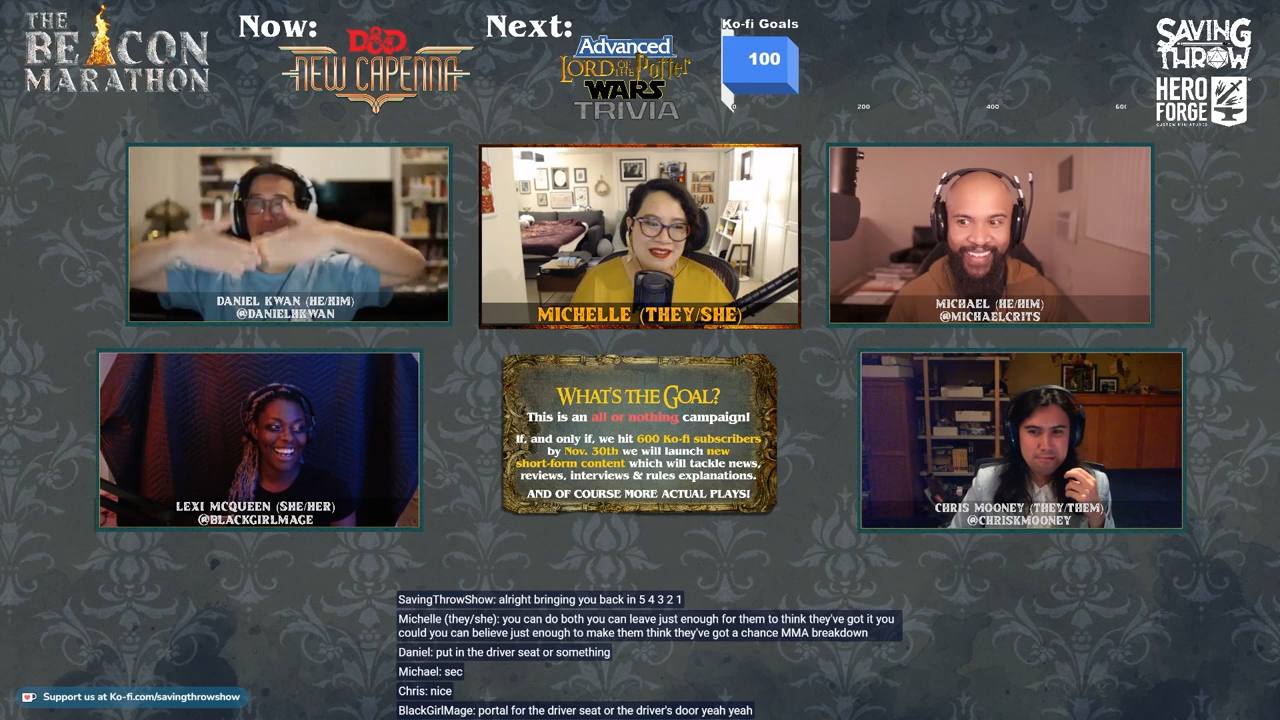 THE
BEACON
MARATHON
Now:
D&D
NEW CAPENNA
Next:
Advanced
LORD OF THE Potter
WARS
TRIVIA
Ko-fi Goals
100
0
200
400
600
SAVING
THROW
HERO
FORGE
CUSTOM MINIATURES
DANIEL KWAN (HE/HIM)
@DANIELHKWAN
MICHELLE (THEY/SHE)
MICHAEL (HE/HIM)
@MICHAELCRITS
LEXI MCQUEEN (SHE/HER)
@BLACKGIRLMAGE
WHAT'S THE GOAL?
This is an all or nothing campaign!
If, and only if, we hit 600 Ko-fi subscribers
by Nov. 30th we will launch new
short-form content which will tackle news,
reviews, interviews & rules explanations.
AND OF COURSE MORE ACTUAL PLAYS!
CHRIS MOONEY (THEY/THEM)
@CHRISKMOONEY
SavingThrowShow: alright bringing you back in 5 4 3 2 1
Michelle (they/she): you can do both you can leave just enough for them to think they've got it you
could you can believe just enough to make them think they've got a chance MMA breakdown
Daniel: put in the driver seat or something
Michael: sec
Chris: nice
BlackGirlMage: portal for the driver seat or the driver's door yeah yeah
Support us at Ko-fi.com/savingthrowshow